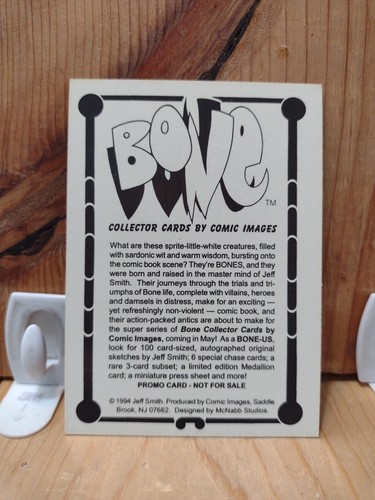 BONE TM
COLLECTOR CARDS BY COMIC IMAGES
What are these sprite-little-white creatures, filled
with sardonic wit and warm wisdom, bursting onto
the comic book scene? They're BONES, and they
were born and raised in the master mind of Jeff
Smith. Their journeys through the trials and tri-
umphs of Bone life, complete with villains, heroes
and damsels in distress, make for an exciting —
yet refreshingly non-violent — comic book, and
their action-packed antics are about to make for
the super series of Bone Collector Cards by
Comic Images, coming in May! As a BONE-US,
look for 100 card-sized, autographed original
sketches by Jeff Smith; 6 special chase cards; a
rare 3-card subset; a limited edition Medallion
card; a miniature press sheet and more!
PROMO CARD - NOT FOR SALE
© 1994 Jeff Smith. Produced by Comic Images, Saddle
Brook, NJ 07662. Designed by McNabb Studios.